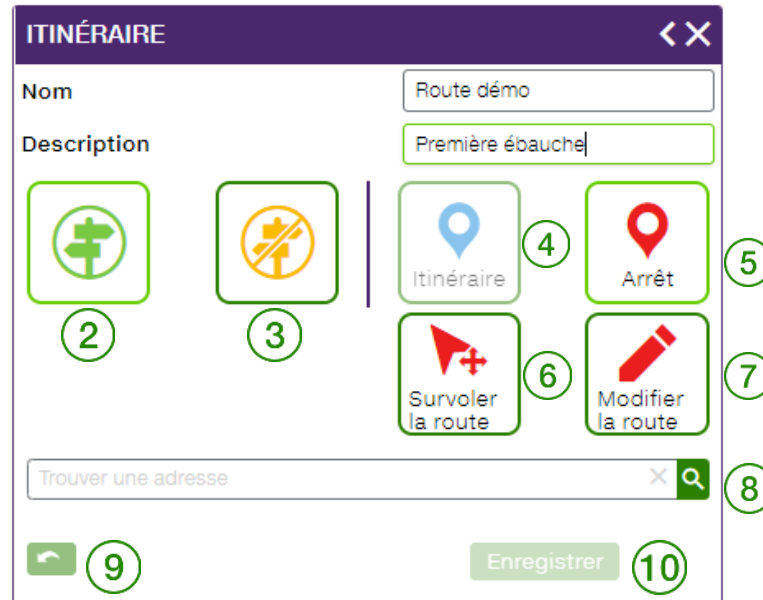 ITINÉRAIRE
Nom Route démo
Description Première ébauche
2 3 Itinéraire 4 Arrêt 5
Survoler
la route
6
Modifier
la route
7
Trouver une adresse 8
9 Enregistrer 10